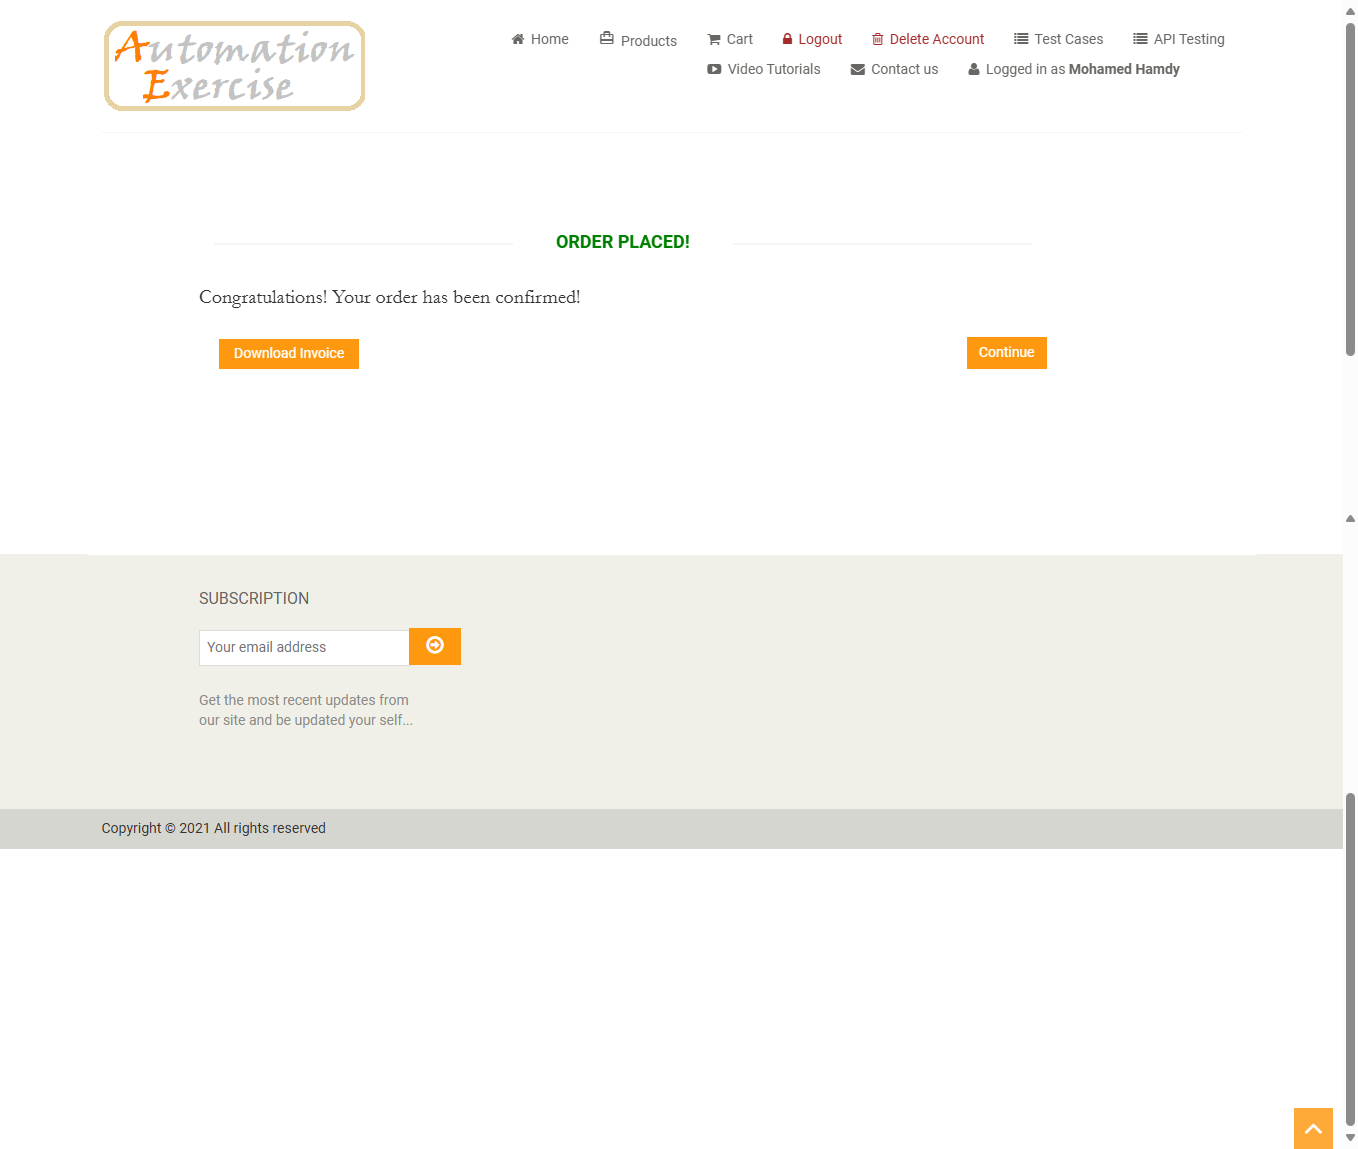 Automation
Exercise
Home Products Cart Logout Delete Account Test Cases API Testing
Video Tutorials Contact us Logged in as Mohamed Hamdy
ORDER PLACED!
Congratulations! Your order has been confirmed!
Download Invoice Continue
SUBSCRIPTION
Your email address
Get the most recent updates from
our site and be updated your self...
Copyright © 2021 All rights reserved